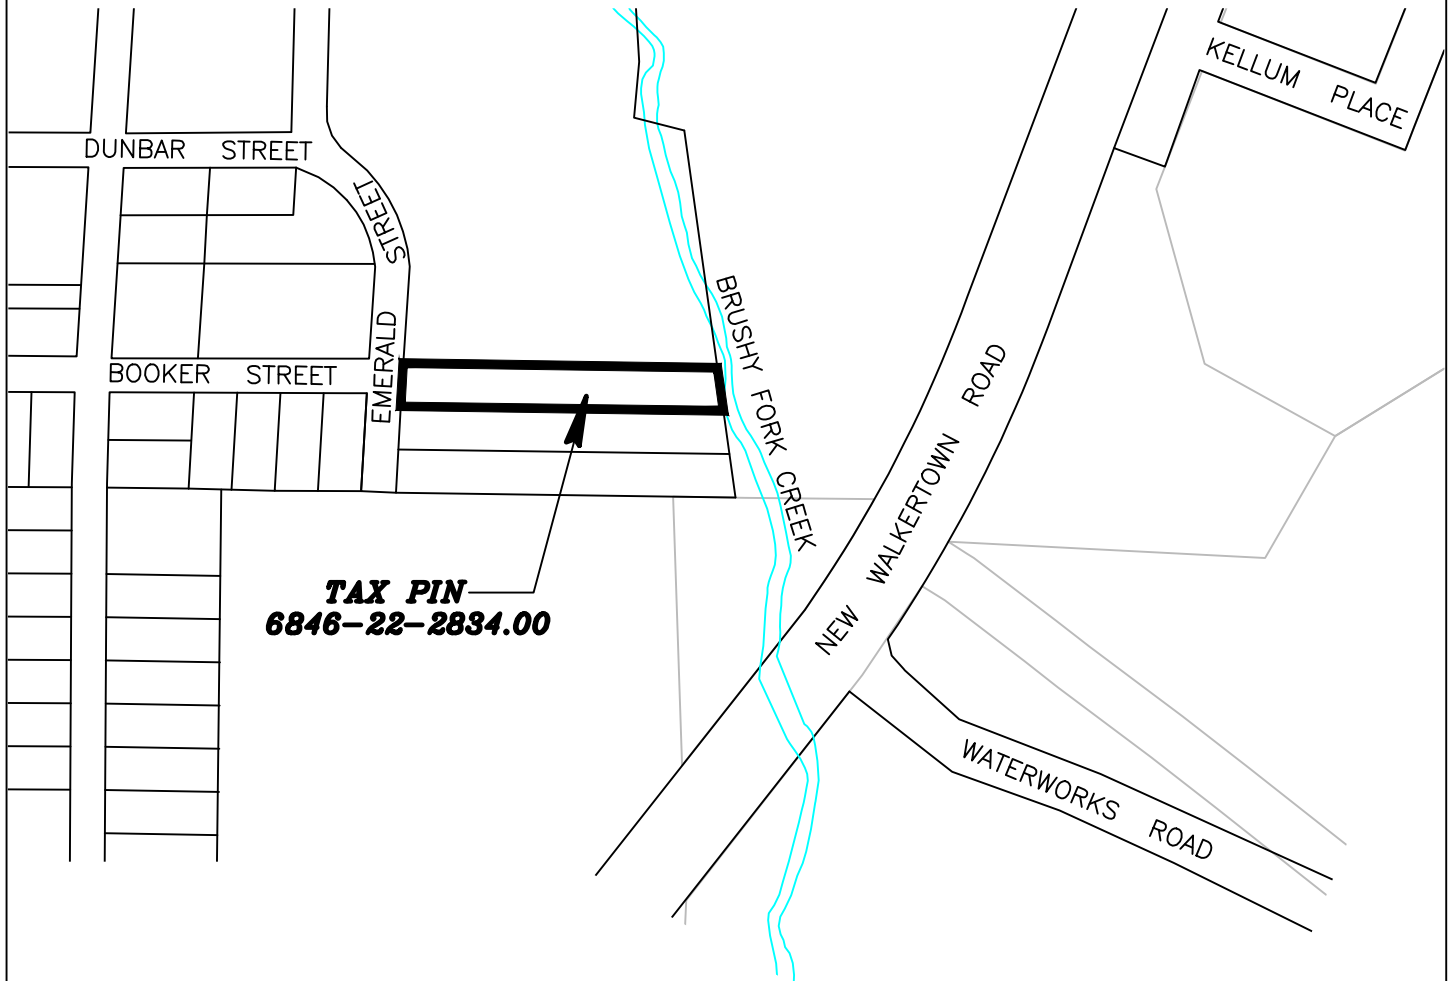 KELLUM PLACE
DUNBAR STREET
EMERALD STREET
BRUSHY FORK CREEK
BOOKER STREET
NEW WALKERTOWN ROAD
TAX PIN
6846-22-2834.00
WATERWORKS ROAD